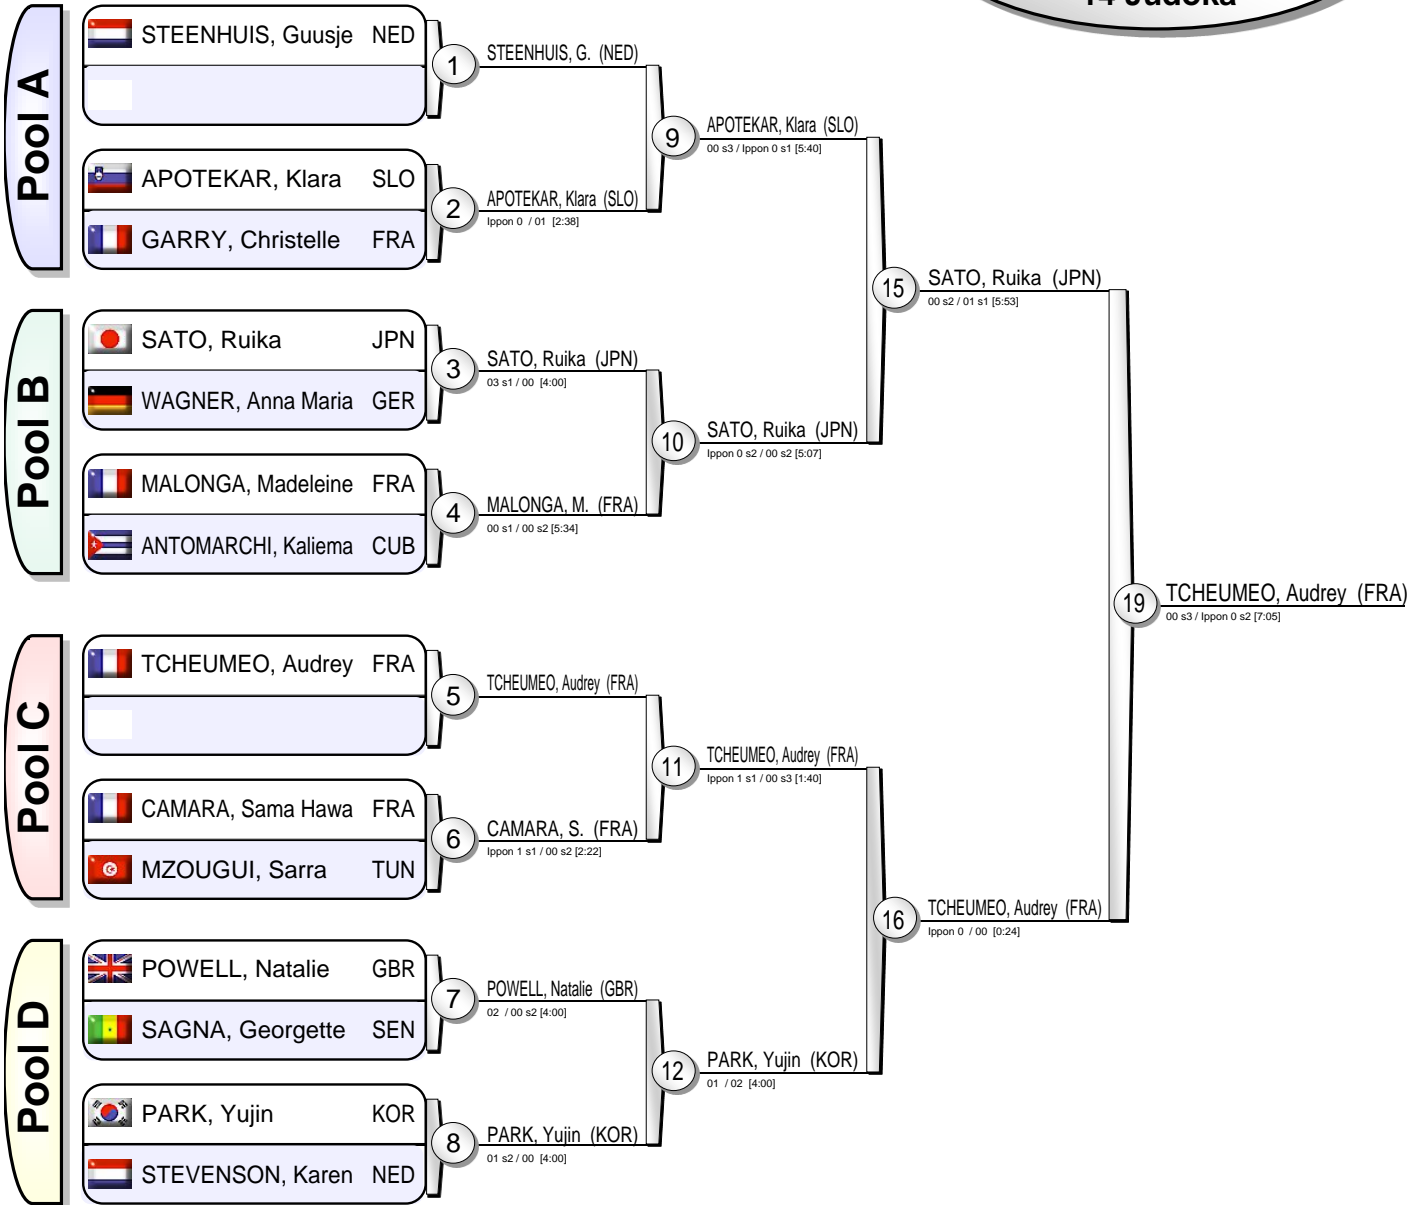 14 Judoka
Pool A
STEENHUIS, Guusje NED
1
STEENHUIS, G. (NED)
APOTEKAR, Klara SLO
GARRY, Christelle FRA
2
APOTEKAR, Klara (SLO)
Ippon 0 / 01 [2:38]
9
APOTEKAR, Klara (SLO)
00 s3 / Ippon 0 s1 [5:40]
Pool B
SATO, Ruika JPN
WAGNER, Anna Maria GER
3
SATO, Ruika (JPN)
03 s1 / 00 [4:00]
MALONGA, Madeleine FRA
ANTOMARCHI, Kaliema CUB
4
MALONGA, M. (FRA)
00 s1 / 00 s2 [5:34]
10
SATO, Ruika (JPN)
Ippon 0 s2 / 00 s2 [5:07]
15
SATO, Ruika (JPN)
00 s2 / 01 s1 [5:53]
Pool C
TCHEUMEO, Audrey FRA
5
TCHEUMEO, Audrey (FRA)
CAMARA, Sama Hawa FRA
MZOUGUI, Sarra TUN
6
CAMARA, S. (FRA)
Ippon 1 s1 / 00 s2 [2:22]
11
TCHEUMEO, Audrey (FRA)
Ippon 1 s1 / 00 s3 [1:40]
Pool D
POWELL, Natalie GBR
SAGNA, Georgette SEN
7
POWELL, Natalie (GBR)
02 / 00 s2 [4:00]
PARK, Yujin KOR
STEVENSON, Karen NED
8
PARK, Yujin (KOR)
01 s2 / 00 [4:00]
12
PARK, Yujin (KOR)
01 / 02 [4:00]
16
TCHEUMEO, Audrey (FRA)
Ippon 0 / 00 [0:24]
19
TCHEUMEO, Audrey (FRA)
00 s3 / Ippon 0 s2 [7:05]